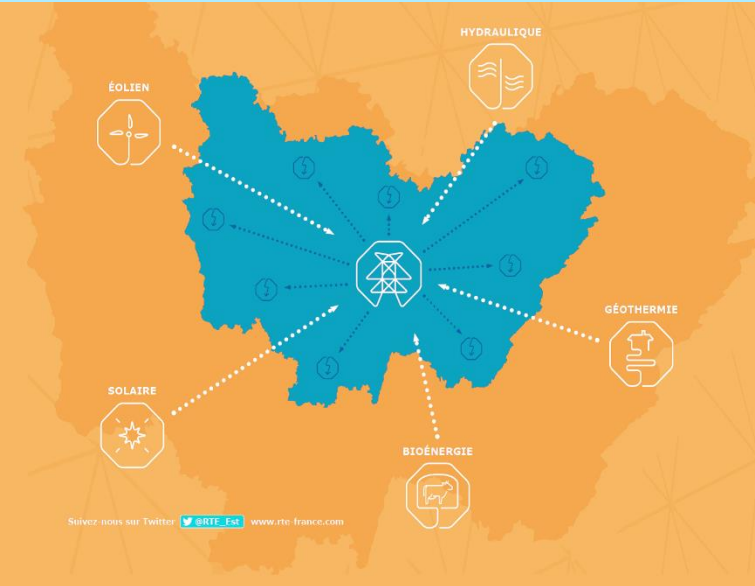 HYDRAULIQUE
ÉOLIEN
GÉOTHERMIE
SOLAIRE
BIOÉNERGIE
Suivez-nous sur Twitter @RTE_Est www.rte-france.com